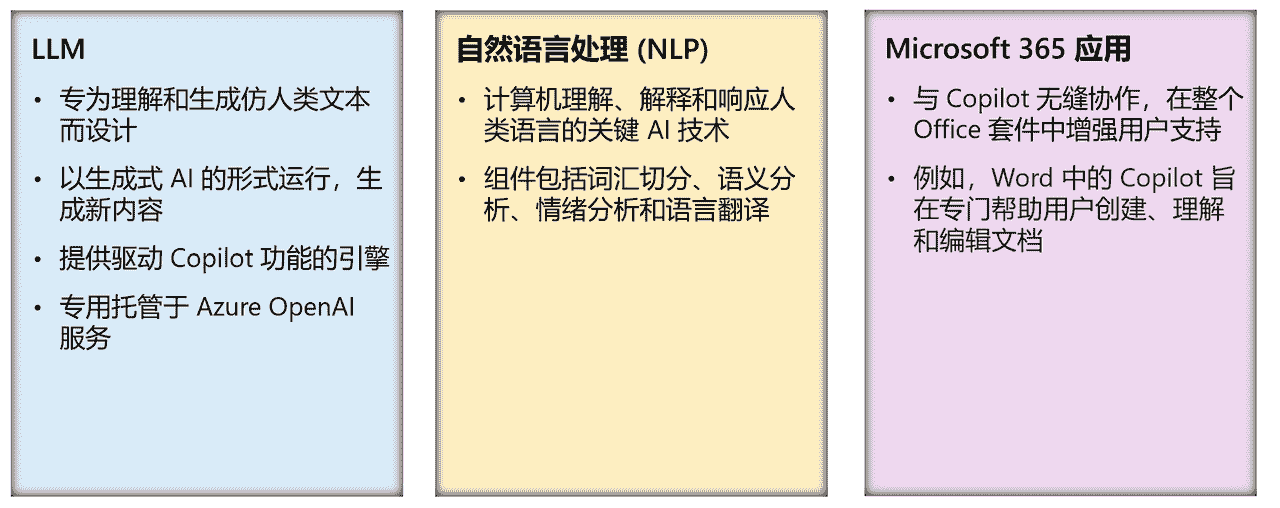 LLM
• 专为理解和生成仿人类文本
而设计
• 以生成式 AI 的形式运行，生
成新内容
• 提供驱动 Copilot 功能的引擎
• 专用托管于 Azure OpenAI
服务
自然语言处理 (NLP)
• 计算机理解、解释和响应人
类语言的关键 AI 技术
• 组件包括词汇切分、语义分
析、情绪分析和语言翻译
Microsoft 365 应用
• 与 Copilot 无缝协作，在整个
Office 套件中增强用户支持
• 例如，Word 中的 Copilot 旨
在专门帮助用户创建、理解
和编辑文档